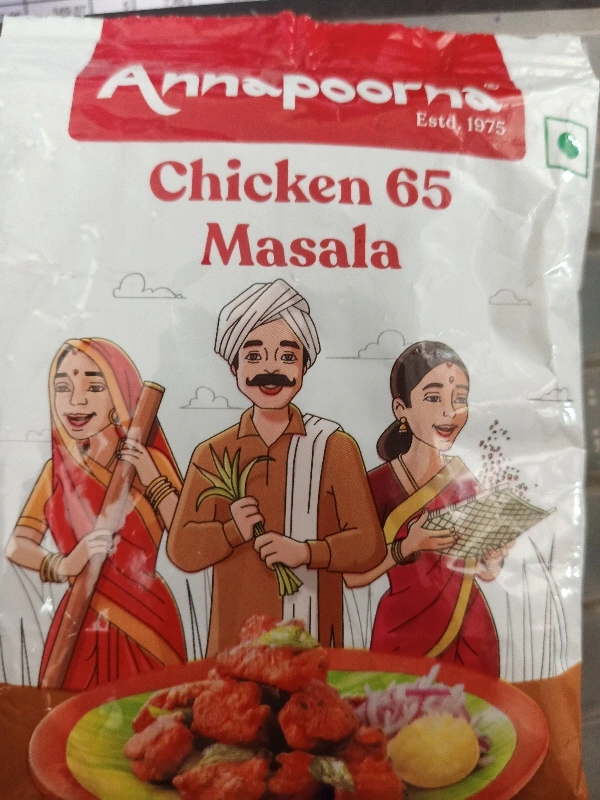 Annapoorna
Estd. 1975
Chicken 65
Masala